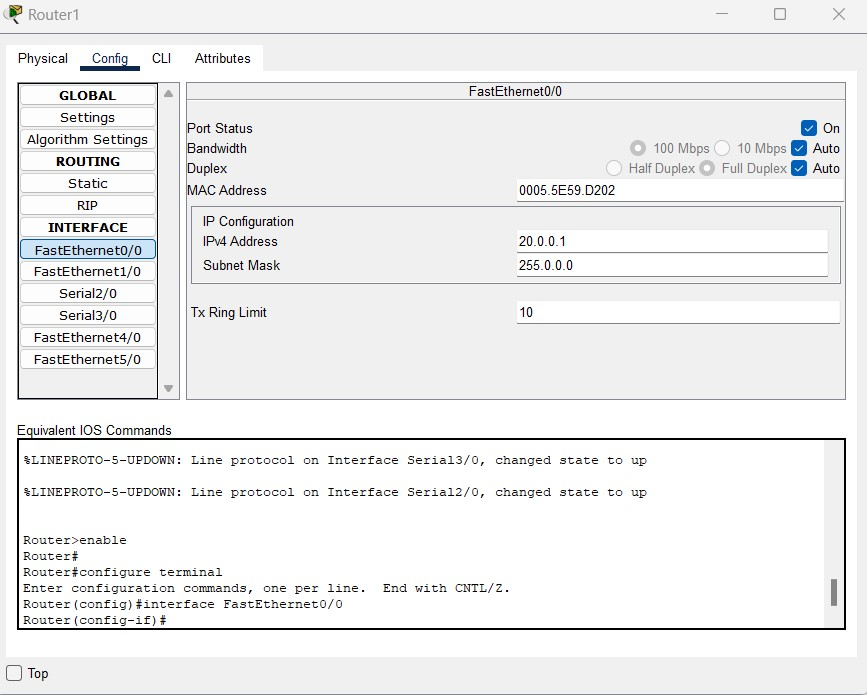 Router1
Physical Config CLI Attributes
GLOBAL
Settings
Algorithm Settings
ROUTING
Static
RIP
INTERFACE
FastEthernet0/0
FastEthernet1/0
Serial2/0
Serial3/0
FastEthernet4/0
FastEthernet5/0
FastEthernet0/0
Port Status On
Bandwidth 100 Mbps 10 Mbps Auto
Duplex Half Duplex Full Duplex Auto
MAC Address 0005.5E59.D202
IP Configuration
IPv4 Address 20.0.0.1
Subnet Mask 255.0.0.0
Tx Ring Limit 10
Equivalent IOS Commands
%LINEPROTO-5-UPDOWN: Line protocol on Interface Serial3/0, changed state to up
%LINEPROTO-5-UPDOWN: Line protocol on Interface Serial2/0, changed state to up
Router>enable
Router#
Router#configure terminal
Enter configuration commands, one per line.  End with CNTL/Z.
Router(config)#interface FastEthernet0/0
Router(config-if)#
Top